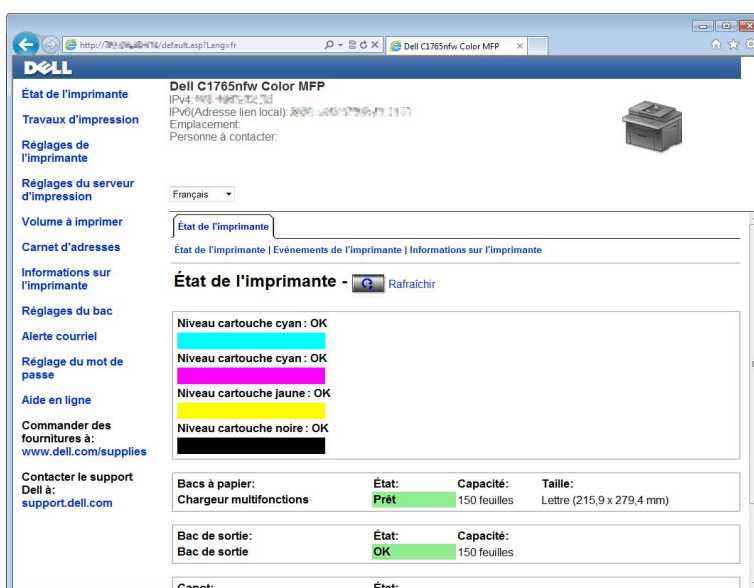 http:// /default.asp?Lang=fr
Dell C1765nfw Color MFP
DELL
Dell C1765nfw Color MFP
IPv4:
IPv6(Adresse lien local):
Emplacement:
Personne à contacter:
Français
État de l'imprimante
Travaux d'impression
Réglages de
l'imprimante
Réglages du serveur
d'impression
Volume à imprimer
Carnet d'adresses
Informations sur
l'imprimante
Réglages du bac
Alerte courriel
Réglage du mot de
passe
Aide en ligne
Commander des
fournitures à:
www.dell.com/supplies
Contacter le support
Dell à:
support.dell.com
État de l'imprimante
État de l'imprimante | Evénements de l'imprimante | Informations sur l'imprimante
État de l'imprimante - Rafraîchir
Niveau cartouche cyan : OK
Niveau cartouche cyan : OK
Niveau cartouche jaune : OK
Niveau cartouche noire : OK
Bacs à papier: État: Capacité: Taille:
Chargeur multifonctions Prêt 150 feuilles Lettre (215,9 x 279,4 mm)
Bac de sortie: État: Capacité:
Bac de sortie OK 150 feuilles
Capot: État: